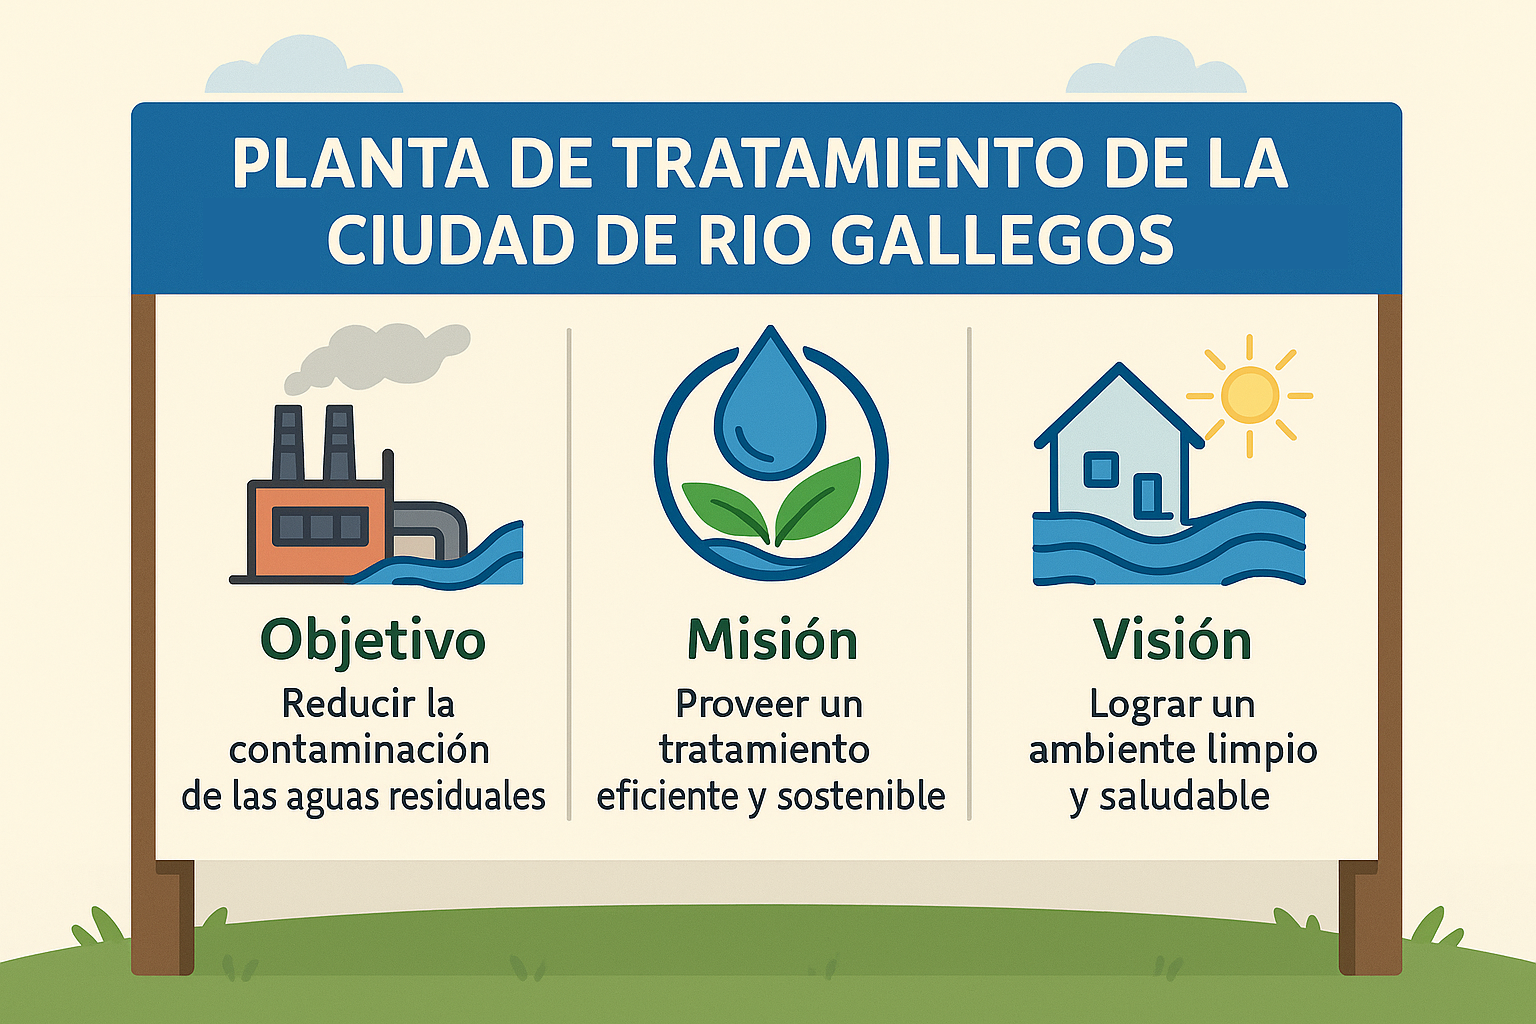 PLANTA DE TRATAMIENTO DE LA
CIUDAD DE RIO GALLEGOS
Objetivo
Reducir la
contaminación
de las aguas residuales
Misión
Proveer un
tratamiento
eficiente y sostenible
Visión
Lograr un
ambiente limpio
y saludable